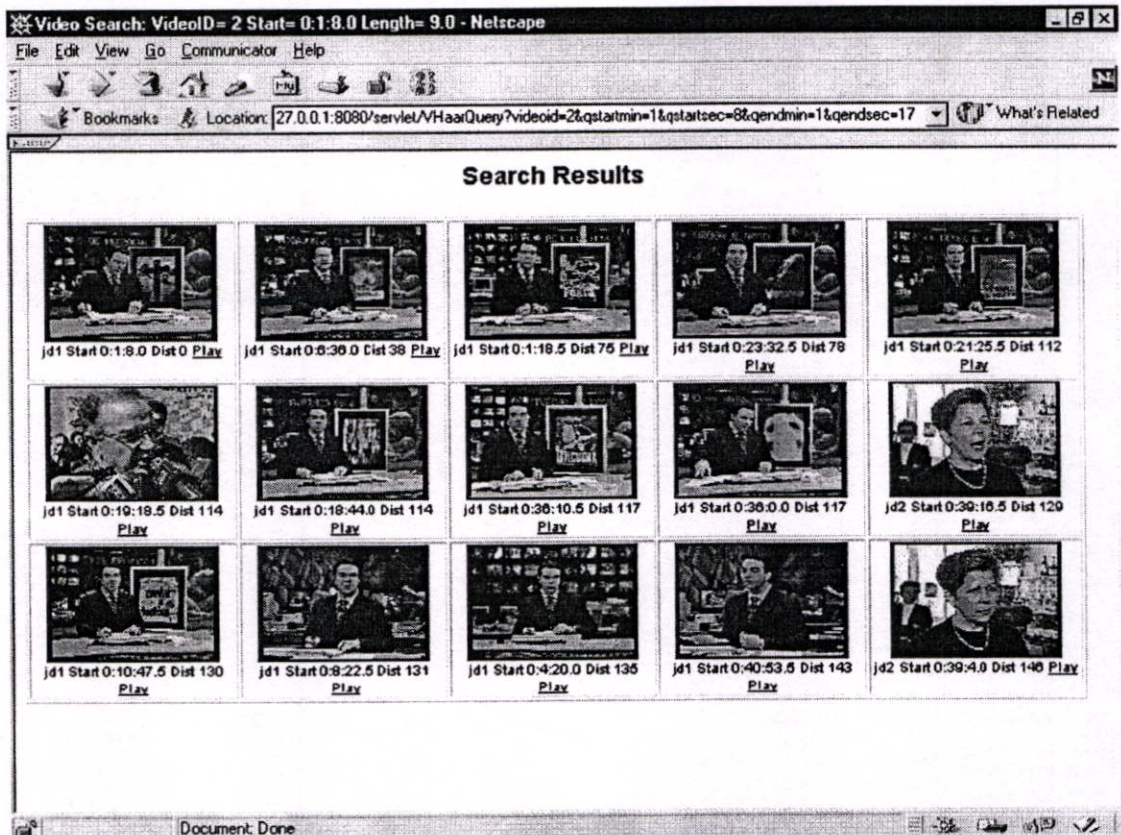 Video Search: VideoID= 2 Start= 0:1:8.0 Length= 9.0 - Netscape
File Edit View Go Communicator Help
Bookmarks Location: 27.0.0.1:8080/servlet/VHaarQuery?videoid=2&qstartmin=1&qstartsec=8&qendmin=1&qendsec=17 What's Related
Search Results
jd1 Start 0:1:8.0 Dist 0 Play
jd1 Start 0:6:36.0 Dist 38 Play
jd1 Start 0:1:18.5 Dist 75 Play
jd1 Start 0:23:32.5 Dist 78
Play
jd1 Start 0:21:25.5 Dist 112
Play
jd1 Start 0:19:18.5 Dist 114
Play
jd1 Start 0:18:44.0 Dist 114
Play
jd1 Start 0:36:10.5 Dist 117
Play
jd1 Start 0:36:0.0 Dist 117
Play
jd2 Start 0:39:16.5 Dist 129
Play
jd1 Start 0:10:47.5 Dist 130
Play
jd1 Start 0:8:22.5 Dist 131
Play
jd1 Start 0:4:20.0 Dist 135
Play
jd1 Start 0:40:53.5 Dist 143
Play
jd2 Start 0:39:4.0 Dist 146 Play
Document: Done